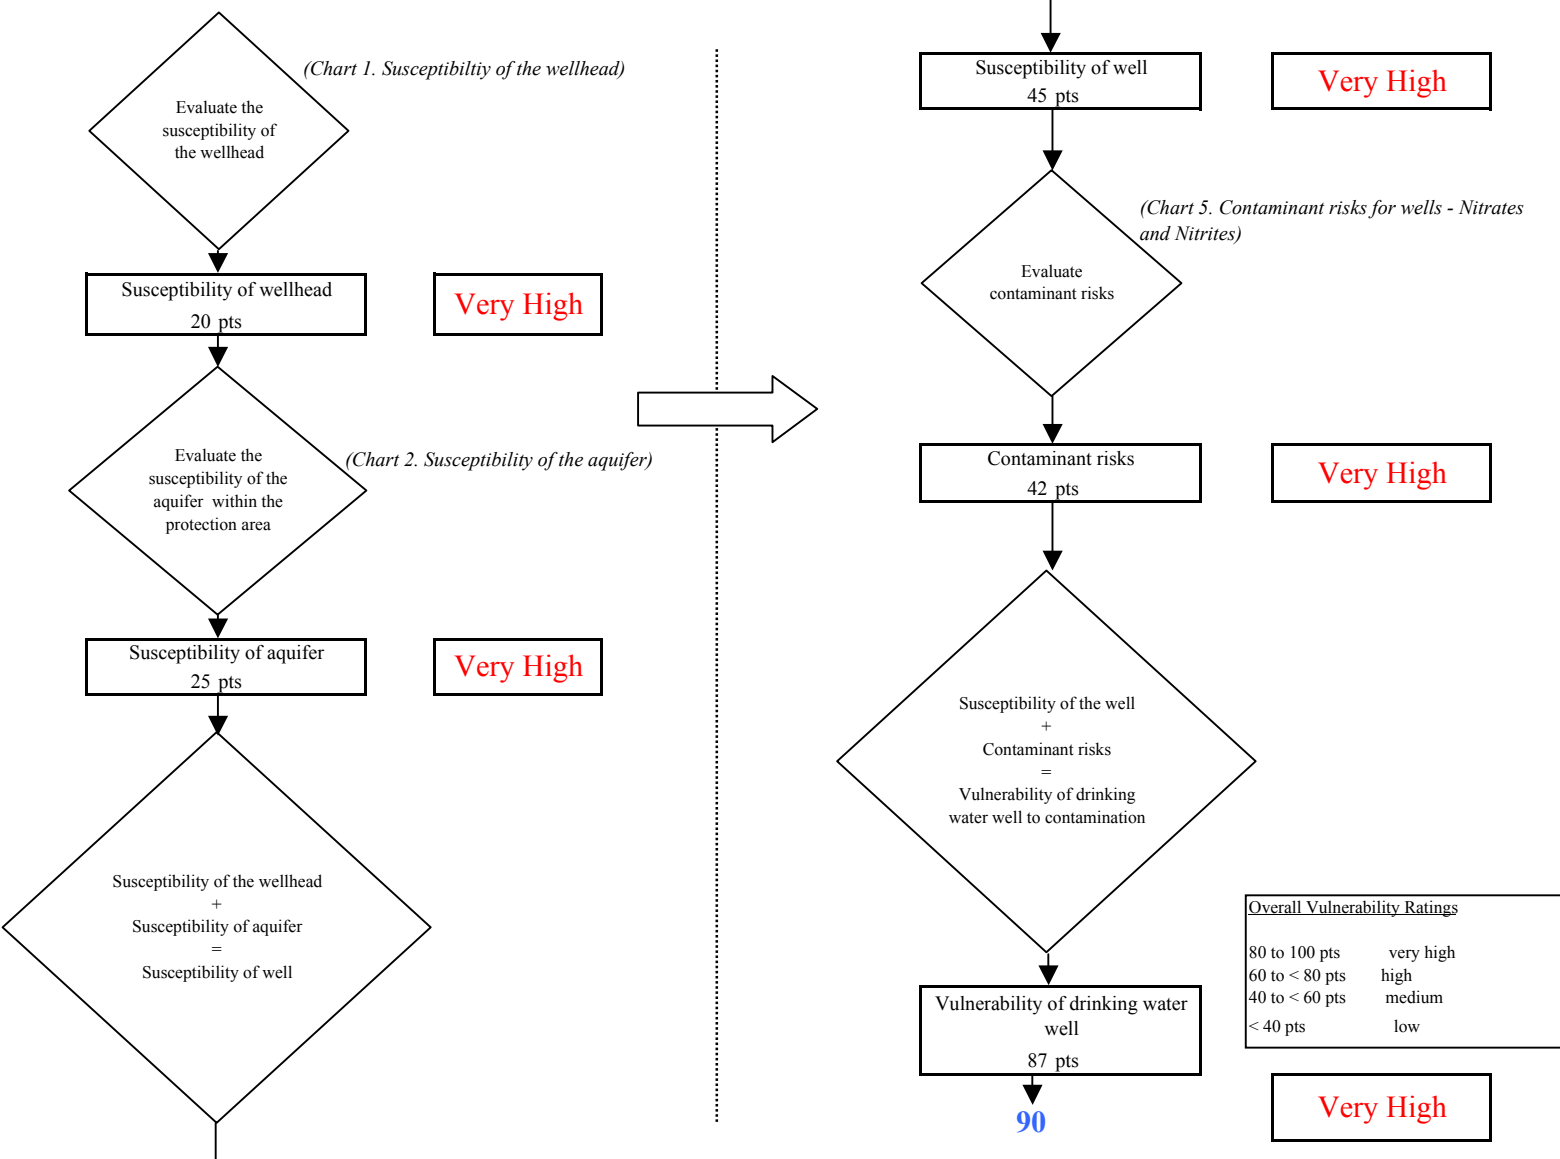 (Chart 1. Susceptibiltiy of the wellhead)
Evaluate the
susceptibility of
the wellhead
Susceptibility of wellhead
20 pts
Very High
Evaluate the
susceptibility of the
aquifer within the
protection area
(Chart 2. Susceptibility of the aquifer)
Susceptibility of aquifer
25 pts
Very High
Susceptibility of the wellhead
+
Susceptibility of aquifer
=
Susceptibility of well
Susceptibility of well
45 pts
Very High
(Chart 5. Contaminant risks for wells - Nitrates
and Nitrites)
Evaluate
contaminant risks
Contaminant risks
42 pts
Very High
Susceptibility of the well
+
Contaminant risks
=
Vulnerability of drinking
water well to contamination
Overall Vulnerability Ratings
80 to 100 pts very high
60 to < 80 pts high
40 to < 60 pts medium
< 40 pts low
Vulnerability of drinking water
well
87 pts
90
Very High